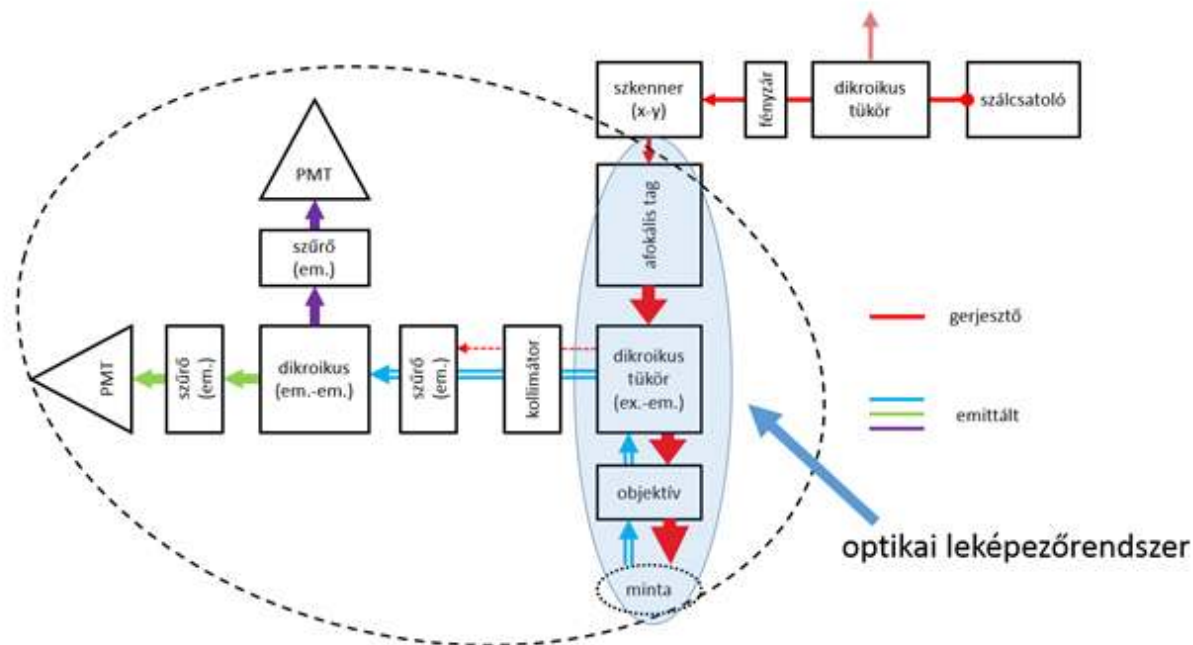 szkenner
(x-y)
fényzár
dikroikus
tükör
szálcsatoló
PMT
afokális tag
szűrő
(em.)
gerjesztő
PMT
szűrő
(em.)
dikroikus
(em.-em.)
szűrő
(em.)
kollimátor
dikroikus
tükör
(ex.-em.)
emittált
objektív
optikai leképezőrendszer
minta